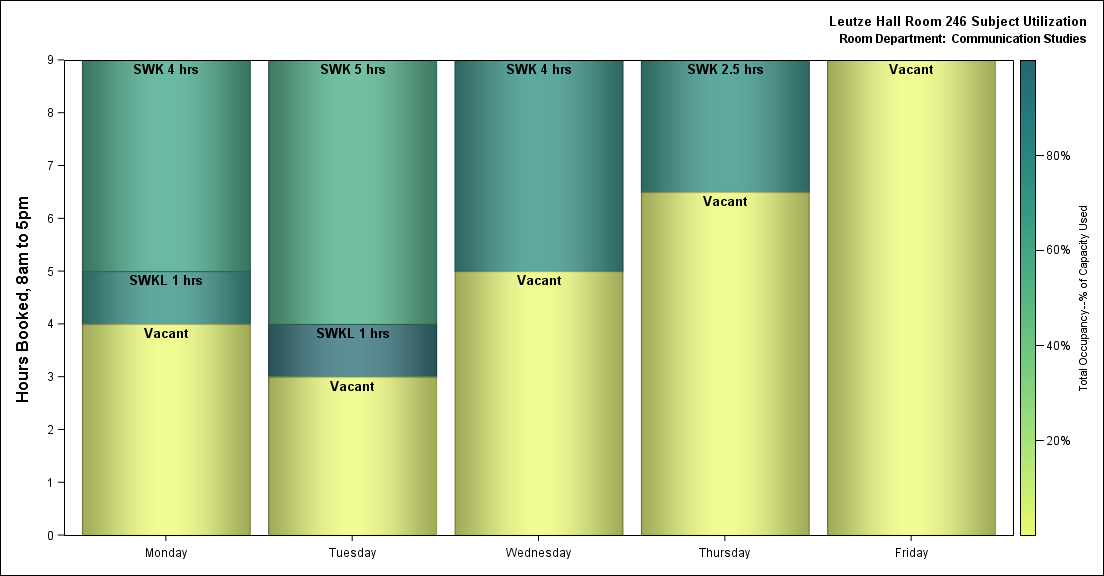 Leutze Hall Room 246 Subject Utilization
Room Department: Communication Studies
Hours Booked, 8am to 5pm
9
8
7
6
5
4
3
2
1
0
SWK 4 hrs
SWKL 1 hrs
Vacant
SWK 5 hrs
SWKL 1 hrs
Vacant
SWK 4 hrs
Vacant
SWK 2.5 hrs
Vacant
Vacant
Monday
Tuesday
Wednesday
Thursday
Friday
80%
60%
40%
20%
Total Occupancy--% of Capacity Used